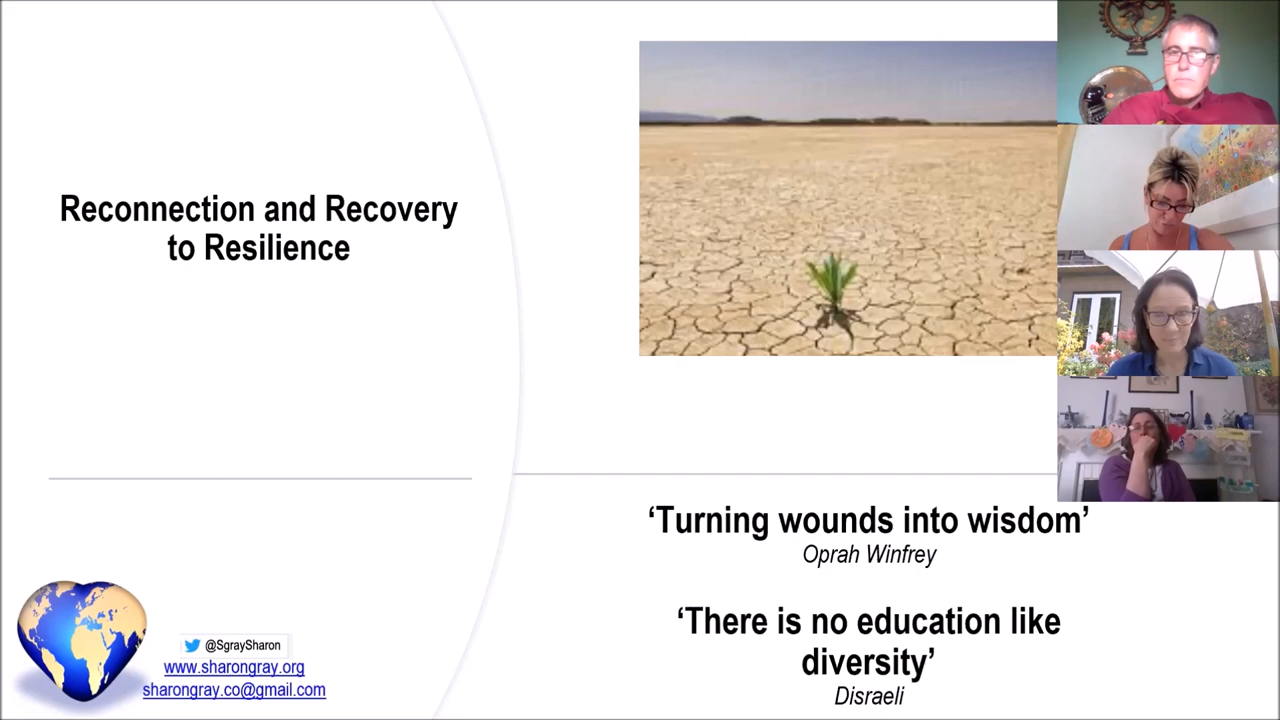 Reconnection and Recovery
to Resilience
‘Turning wounds into wisdom’
Oprah Winfrey
‘There is no education like
diversity’
Disraeli
@SgraySharon
www.sharongray.org
sharongray.co@gmail.com